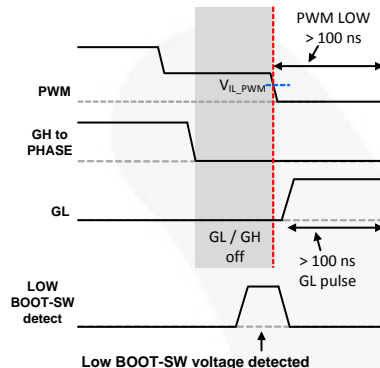 PWM LOW
> 100 ns
V_IL_PWM
PWM
GH to
PHASE
GL
GL / GH
off
> 100 ns
GL pulse
LOW
BOOT-SW
detect
Low BOOT-SW voltage detected